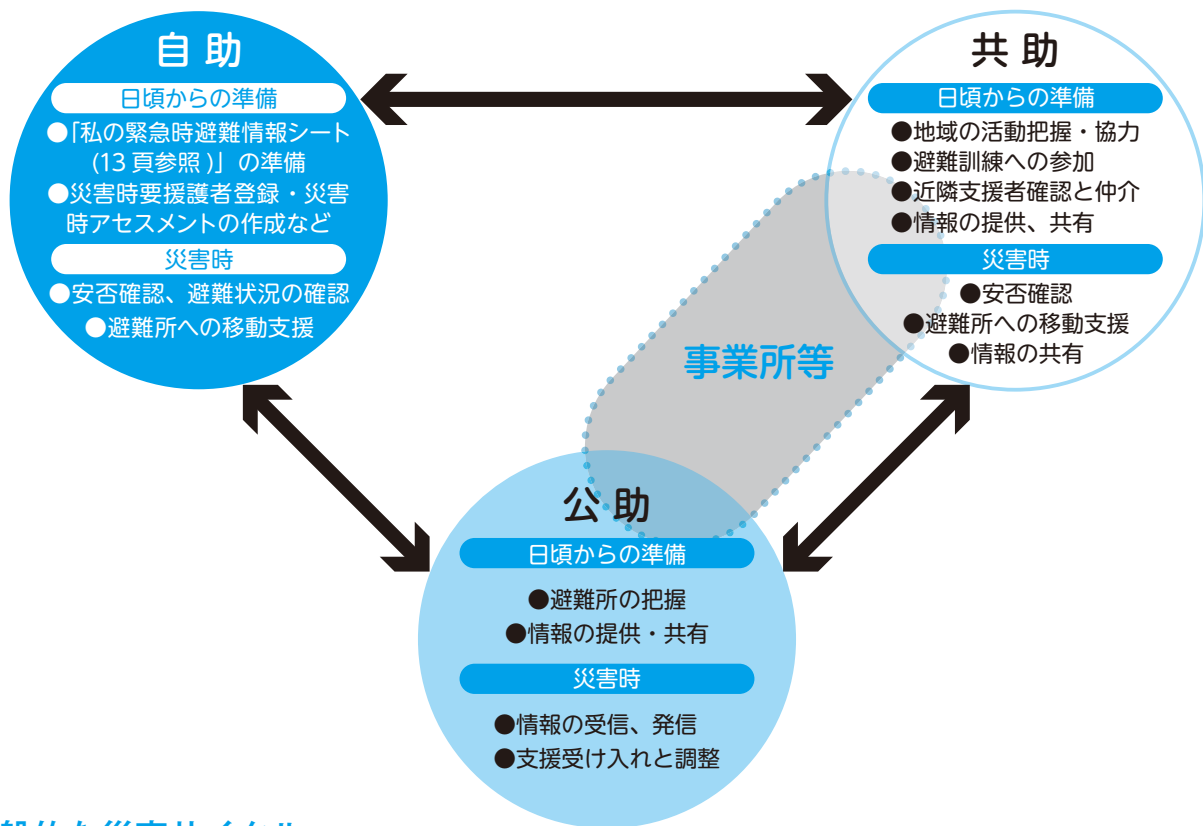 自助
日頃からの準備
●「私の緊急時避難情報シート
(13頁参照)」の準備
●災害時要援護者登録・災害
時アセスメントの作成など
災害時
●安否確認、避難状況の確認
●避難所への移動支援
共助
日頃からの準備
●地域の活動把握・協力
●避難訓練への参加
●近隣支援者確認と仲介
●情報の提供、共有
災害時
●安否確認
●避難所への移動支援
●情報の共有
事業所等
公助
日頃からの準備
●避難所の把握
●情報の提供・共有
災害時
●情報の受信、発信
●支援受け入れと調整